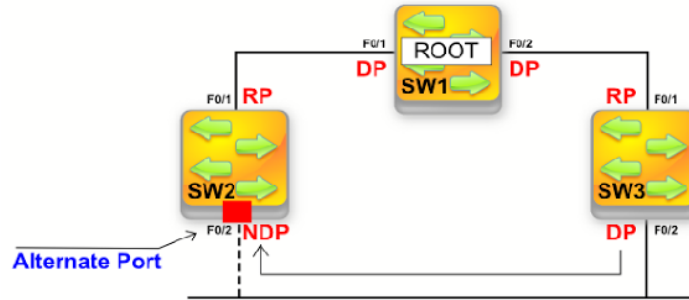 F0/1
ROOT
F0/2
DP
SW1
DP
F0/1
RP
RP
F0/1
SW2
SW3
F0/2
NDP
DP
F0/2
Alternate Port